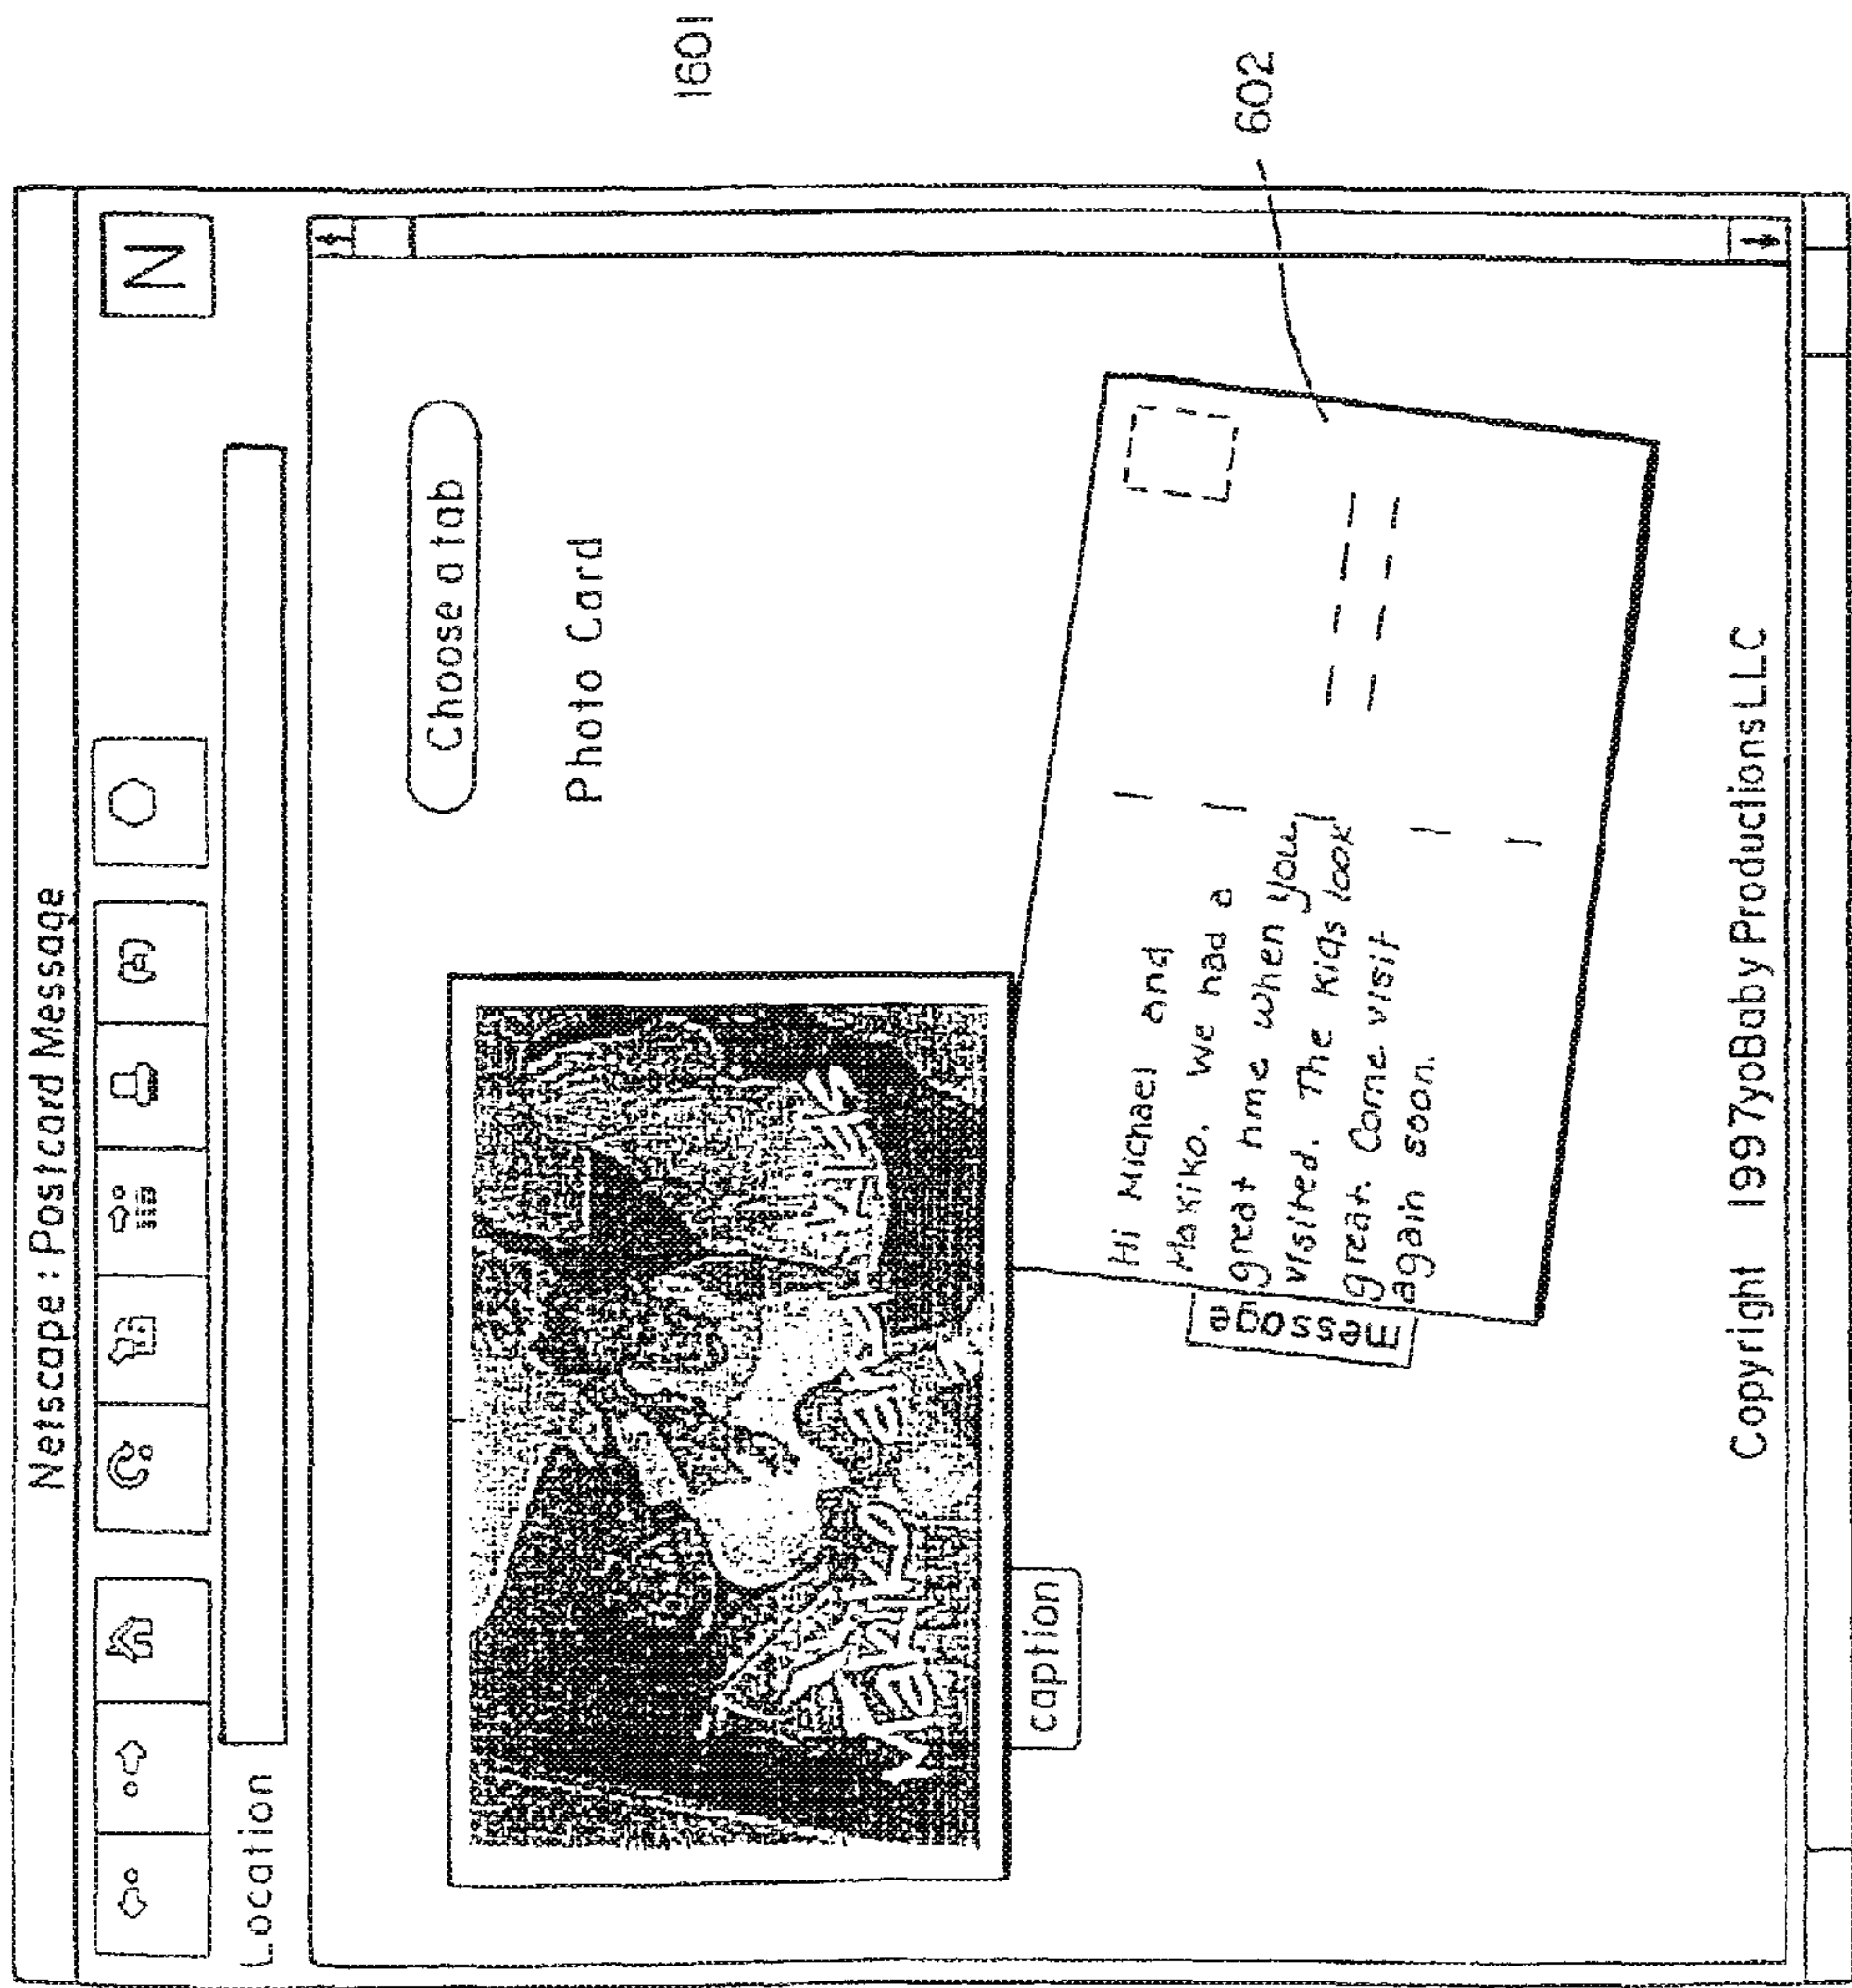 Netscape: Postcard Message
N
Location
Choose a tab
Photo Card
caption
Message
Hi Michael and
Makiko, we had a
great time when you
visited. The kids look
great. Come visit
again soon.
Copyright 1997yoBaby Productions LLC
1601
602